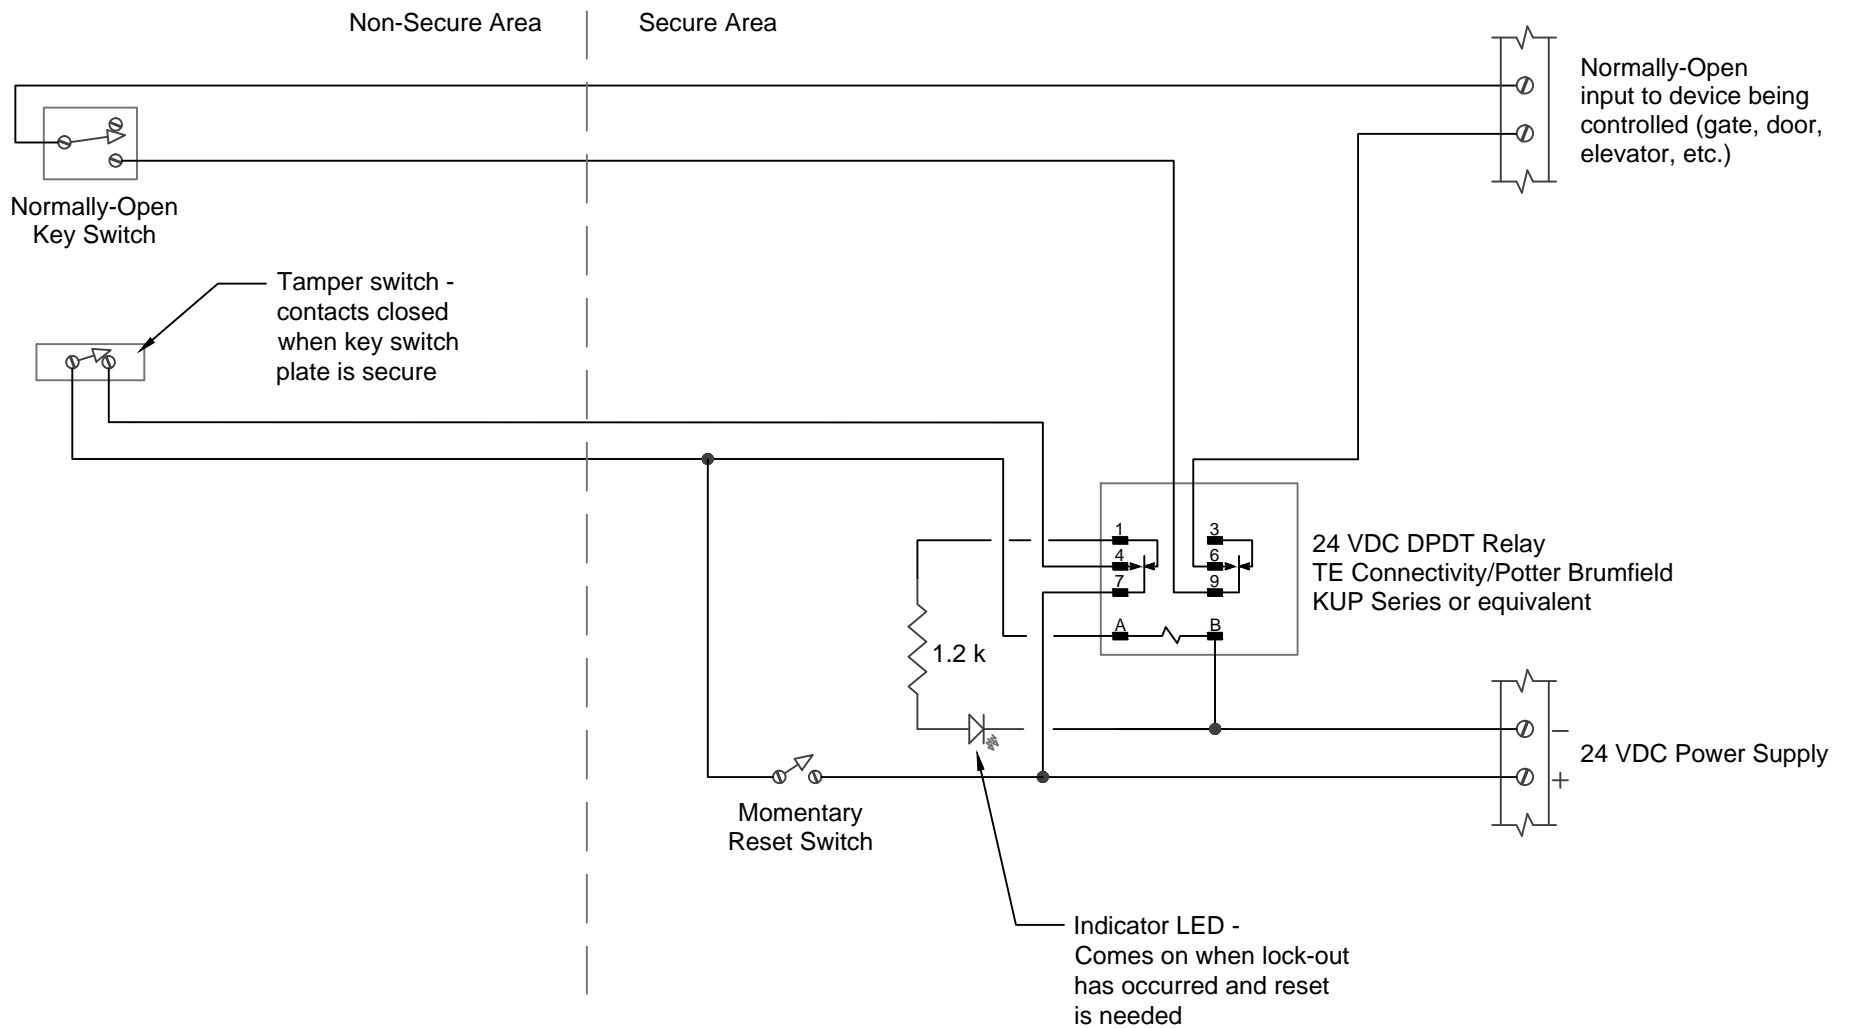 Non-Secure Area
Secure Area
Normally-Open
input to device being
controlled (gate, door,
elevator, etc.)
Normally-Open
Key Switch
Tamper switch -
contacts closed
when key switch
plate is secure
1
3
4
6
7
9
A
B
24 VDC DPDT Relay
TE Connectivity/Potter Brumfield
KUP Series or equivalent
1.2 k
–
24 VDC Power Supply
+
Momentary
Reset Switch
Indicator LED -
Comes on when lock-out
has occurred and reset
is needed